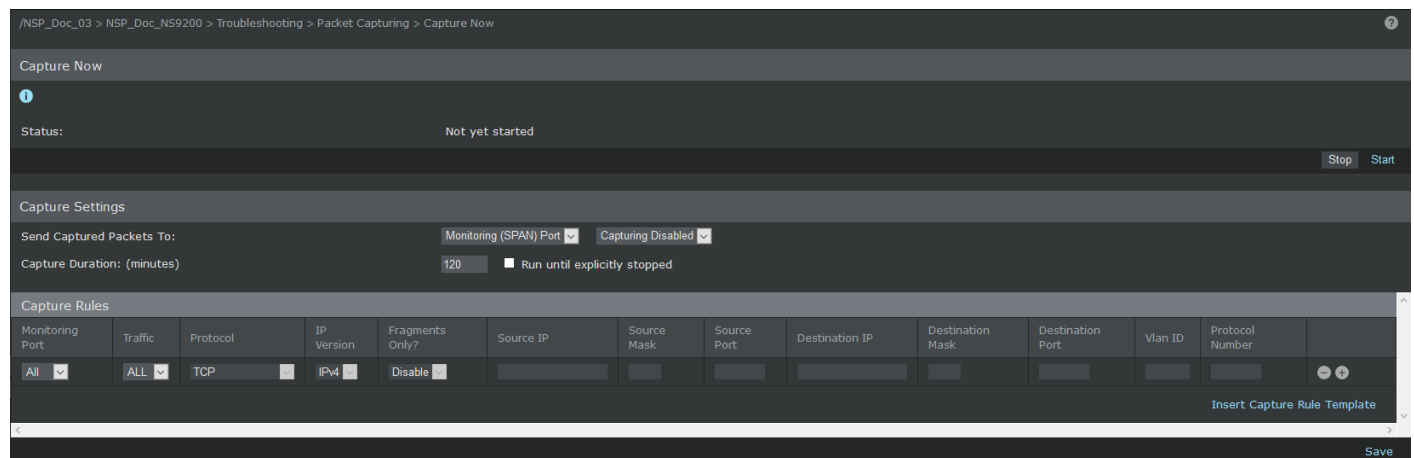 /NSP_Doc_03 > NSP_Doc_NS9200 > Troubleshooting > Packet Capturing > Capture Now
Capture Now
Status: Not yet started
Stop Start
Capture Settings
Send Captured Packets To: Monitoring (SPAN) Port Capturing Disabled
Capture Duration: (minutes) 120 Run until explicitly stopped
Capture Rules
Monitoring Port Traffic Protocol IP Version Fragments Only? Source IP Source Mask Source Port Destination IP Destination Mask Destination Port Vlan ID Protocol Number
All ALL TCP IPv4 Disable
Insert Capture Rule Template
Save